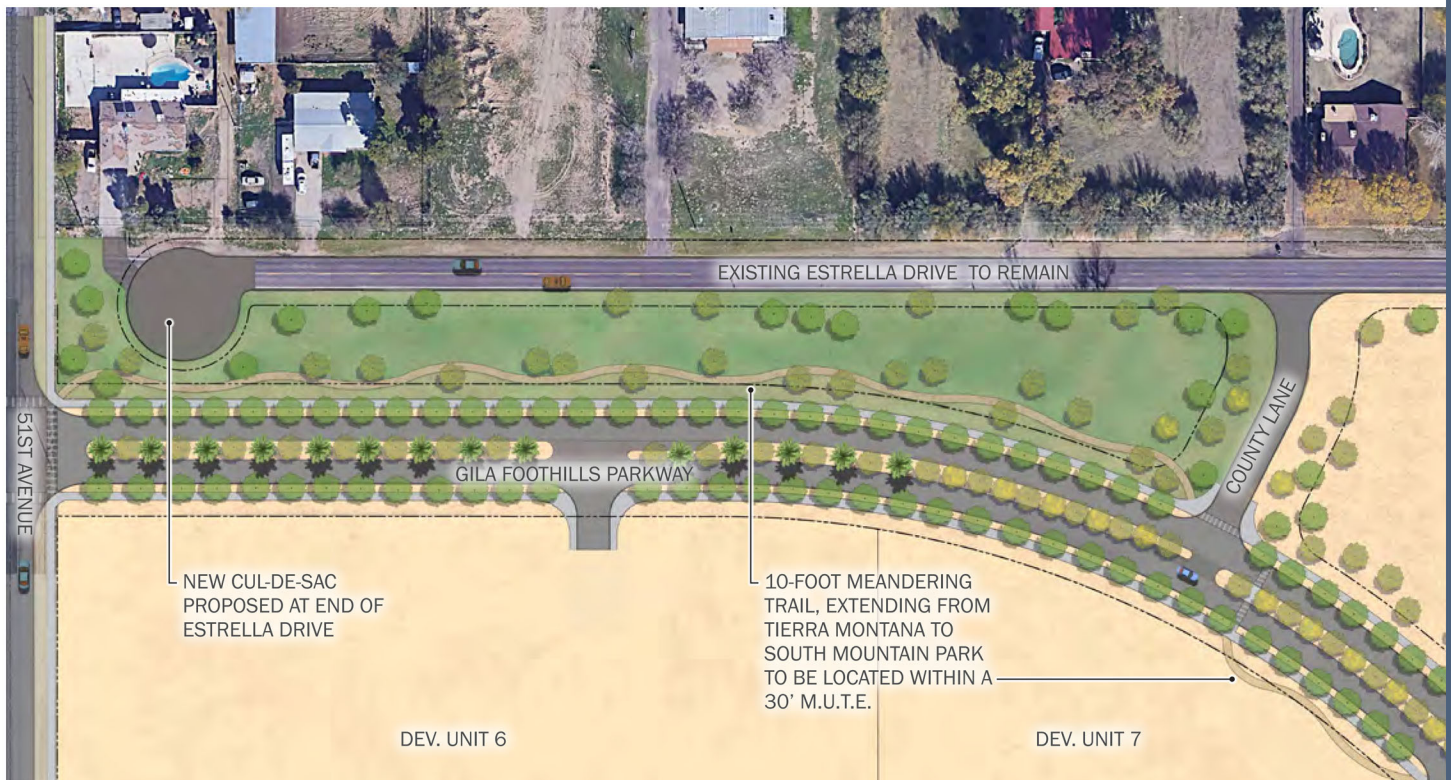 EXISTING ESTRELLA DRIVE TO REMAIN
51ST AVENUE
GILA FOOTHILLS PARKWAY
COUNTY LANE
NEW CUL-DE-SAC
PROPOSED AT END OF
ESTRELLA DRIVE
10-FOOT MEANDERING
TRAIL, EXTENDING FROM
TIERRA MONTANA TO
SOUTH MOUNTAIN PARK
TO BE LOCATED WITHIN A
30' M.U.T.E.
DEV. UNIT 6
DEV. UNIT 7